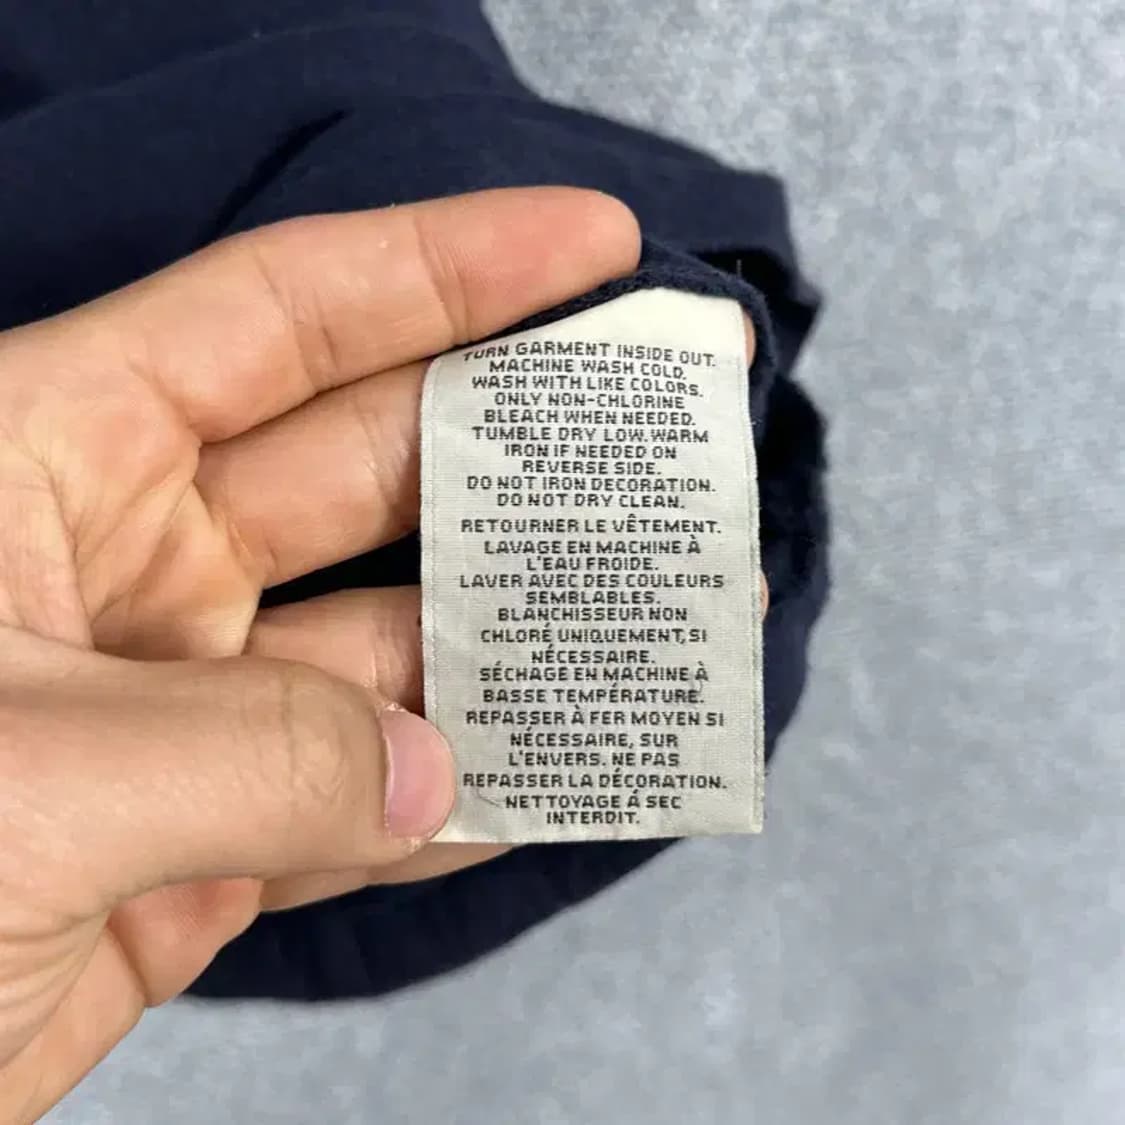 TURN GARMENT INSIDE OUT.
MACHINE WASH COLD.
WASH WITH LIKE COLORS.
ONLY NON-CHLORINE
BLEACH WHEN NEEDED.
TUMBLE DRY LOW. WARM
IRON IF NEEDED ON
REVERSE SIDE.
DO NOT IRON DECORATION.
DO NOT DRY CLEAN.
RETOURNER LE VÊTEMENT.
LAVAGE EN MACHINE À
L'EAU FROIDE.
LAVER AVEC DES COULEURS
SEMBLABLES.
BLANCHISSEUR NON
CHLORÉ UNIQUEMENT, SI
NÉCESSAIRE.
SÉCHAGE EN MACHINE À
BASSE TEMPÉRATURE.
REPASSER À FER MOYEN SI
NÉCESSAIRE, SUR
L'ENVERS. NE PAS
REPASSER LA DÉCORATION.
NETTOYAGE Á SEC
INTERDIT.